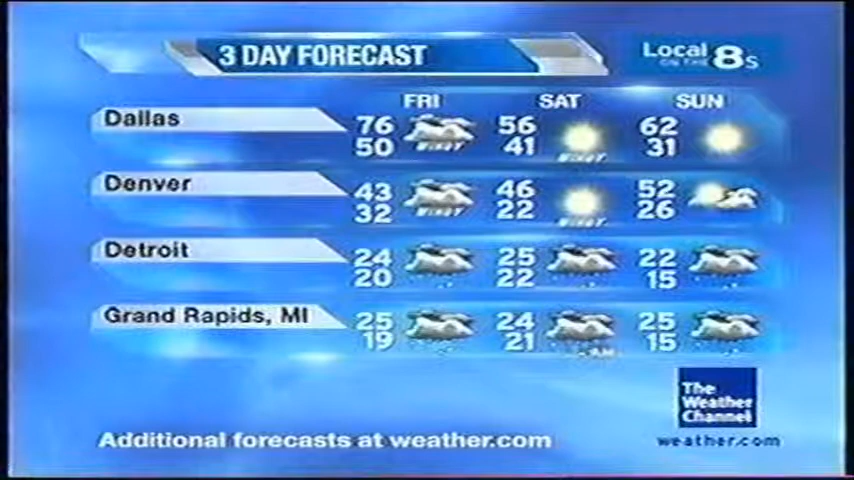 3 DAY FORECAST
Local
ON THE 8s
FRI SAT SUN
Dallas 76 56 62
50 WINDY 41 WINDY 31
Denver 43 46 52
32 WINDY 22 WINDY 26
Detroit 24 25 22
20 22 15
Grand Rapids, MI 25 24 25
19 21 AM 15
The
Weather
Channel
Additional forecasts at weather.com
weather.com